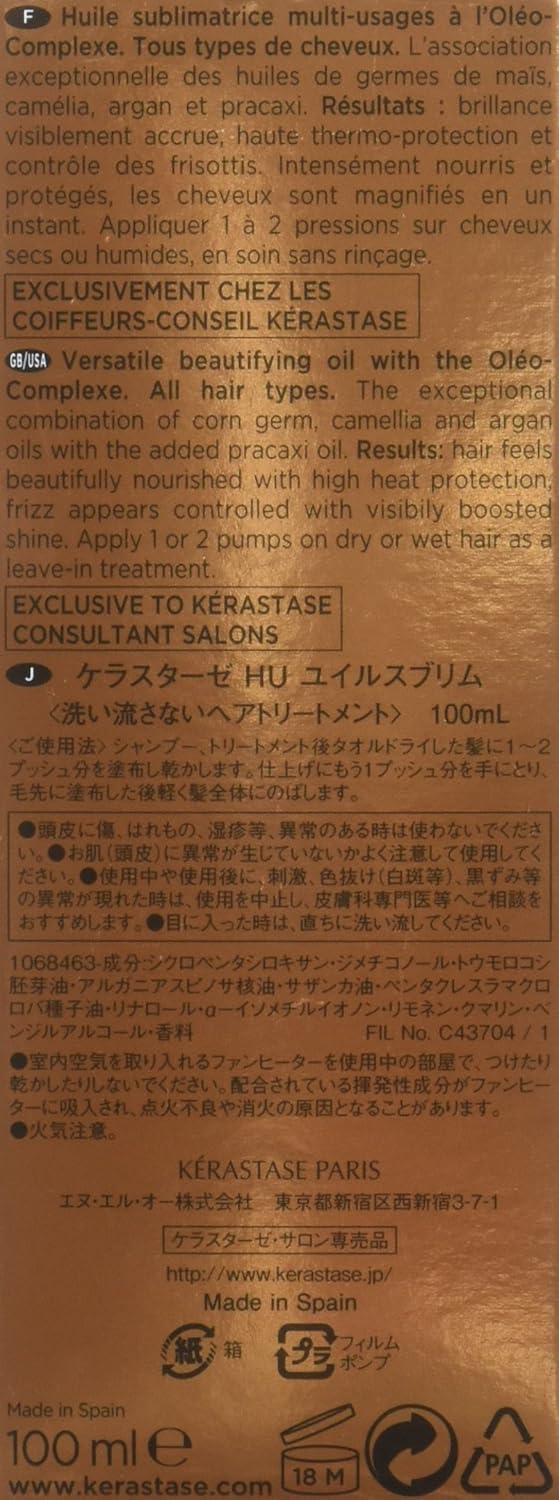 F Huile sublimatrice multi-usages à l'Oléo-
Complexe. Tous types de cheveux. L'association
exceptionnelle des huiles de germes de maïs,
camélia, argan et pracaxi. Résultats : brillance
visiblement accrue, haute thermo-protection et
contrôle des frisottis. Intensément nourris et
protégés, les cheveux sont magnifiés en un
instant. Appliquer 1 à 2 pressions sur cheveux
secs ou humides, en soin sans rinçage.
EXCLUSIVEMENT CHEZ LES
COIFFEURS-CONSEIL KÉRASTASE
GB/USA Versatile beautifying oil with the Oléo-
Complexe. All hair types. The exceptional
combination of corn germ, camellia and argan
oils with the added pracaxi oil. Results: hair feels
beautifully nourished with high heat protection,
frizz appears controlled with visibily boosted
shine. Apply 1 or 2 pumps on dry or wet hair as a
leave-in treatment.
EXCLUSIVE TO KÉRASTASE
CONSULTANT SALONS
J ケラスターゼ HU ユイルスブリム
〈洗い流さないヘアトリートメント〉 100mL
〈ご使用法〉シャンプー、トリートメント後タオルドライした髪に1〜2
プッシュ分を塗布し乾かします。仕上げにもう1プッシュ分を手にとり、
毛先に塗布した後軽く髪全体にのばします。
●頭皮に傷、はれもの、湿疹等、異常のある時は使わないでくださ
い。●お肌(頭皮)に異常が生じていないかよく注意して使用してく
ださい。●使用中や使用後に、刺激、色抜け(白斑等)、黒ずみ等
の異常が現れた時は、使用を中止し、皮膚科専門医等へご相談を
おすすめします。●目に入った時は、直ちに洗い流してください。
1068463-成分:シクロペンタシロキサン・ジメチコノール・トウモロコシ
胚芽油・アルガニアスピノサ核油・サザンカ油・ペンタクレスラマクロ
ロバ種子油・リナロール・α-イソメチルイオノン・リモネン・クマリン・ベ
ンジルアルコール・香料 FIL No. C43704 / 1
●室内空気を取り入れるファンヒーターを使用中の部屋で、つけたり
乾かしたりしないでください。配合されている揮発性成分がファンヒー
ターに吸入され、点火不良や消火の原因となることがあります。
●火気注意。
KÉRASTASE PARIS
エヌ・エル・オー株式会社 東京都新宿区西新宿3-7-1
ケラスターゼ・サロン専売品
http://www.kerastase.jp/
Made in Spain
紙 箱 プラ フィルム
ポンプ
Made in Spain
100 ml e
18 M
PAP
www.kerastase.com